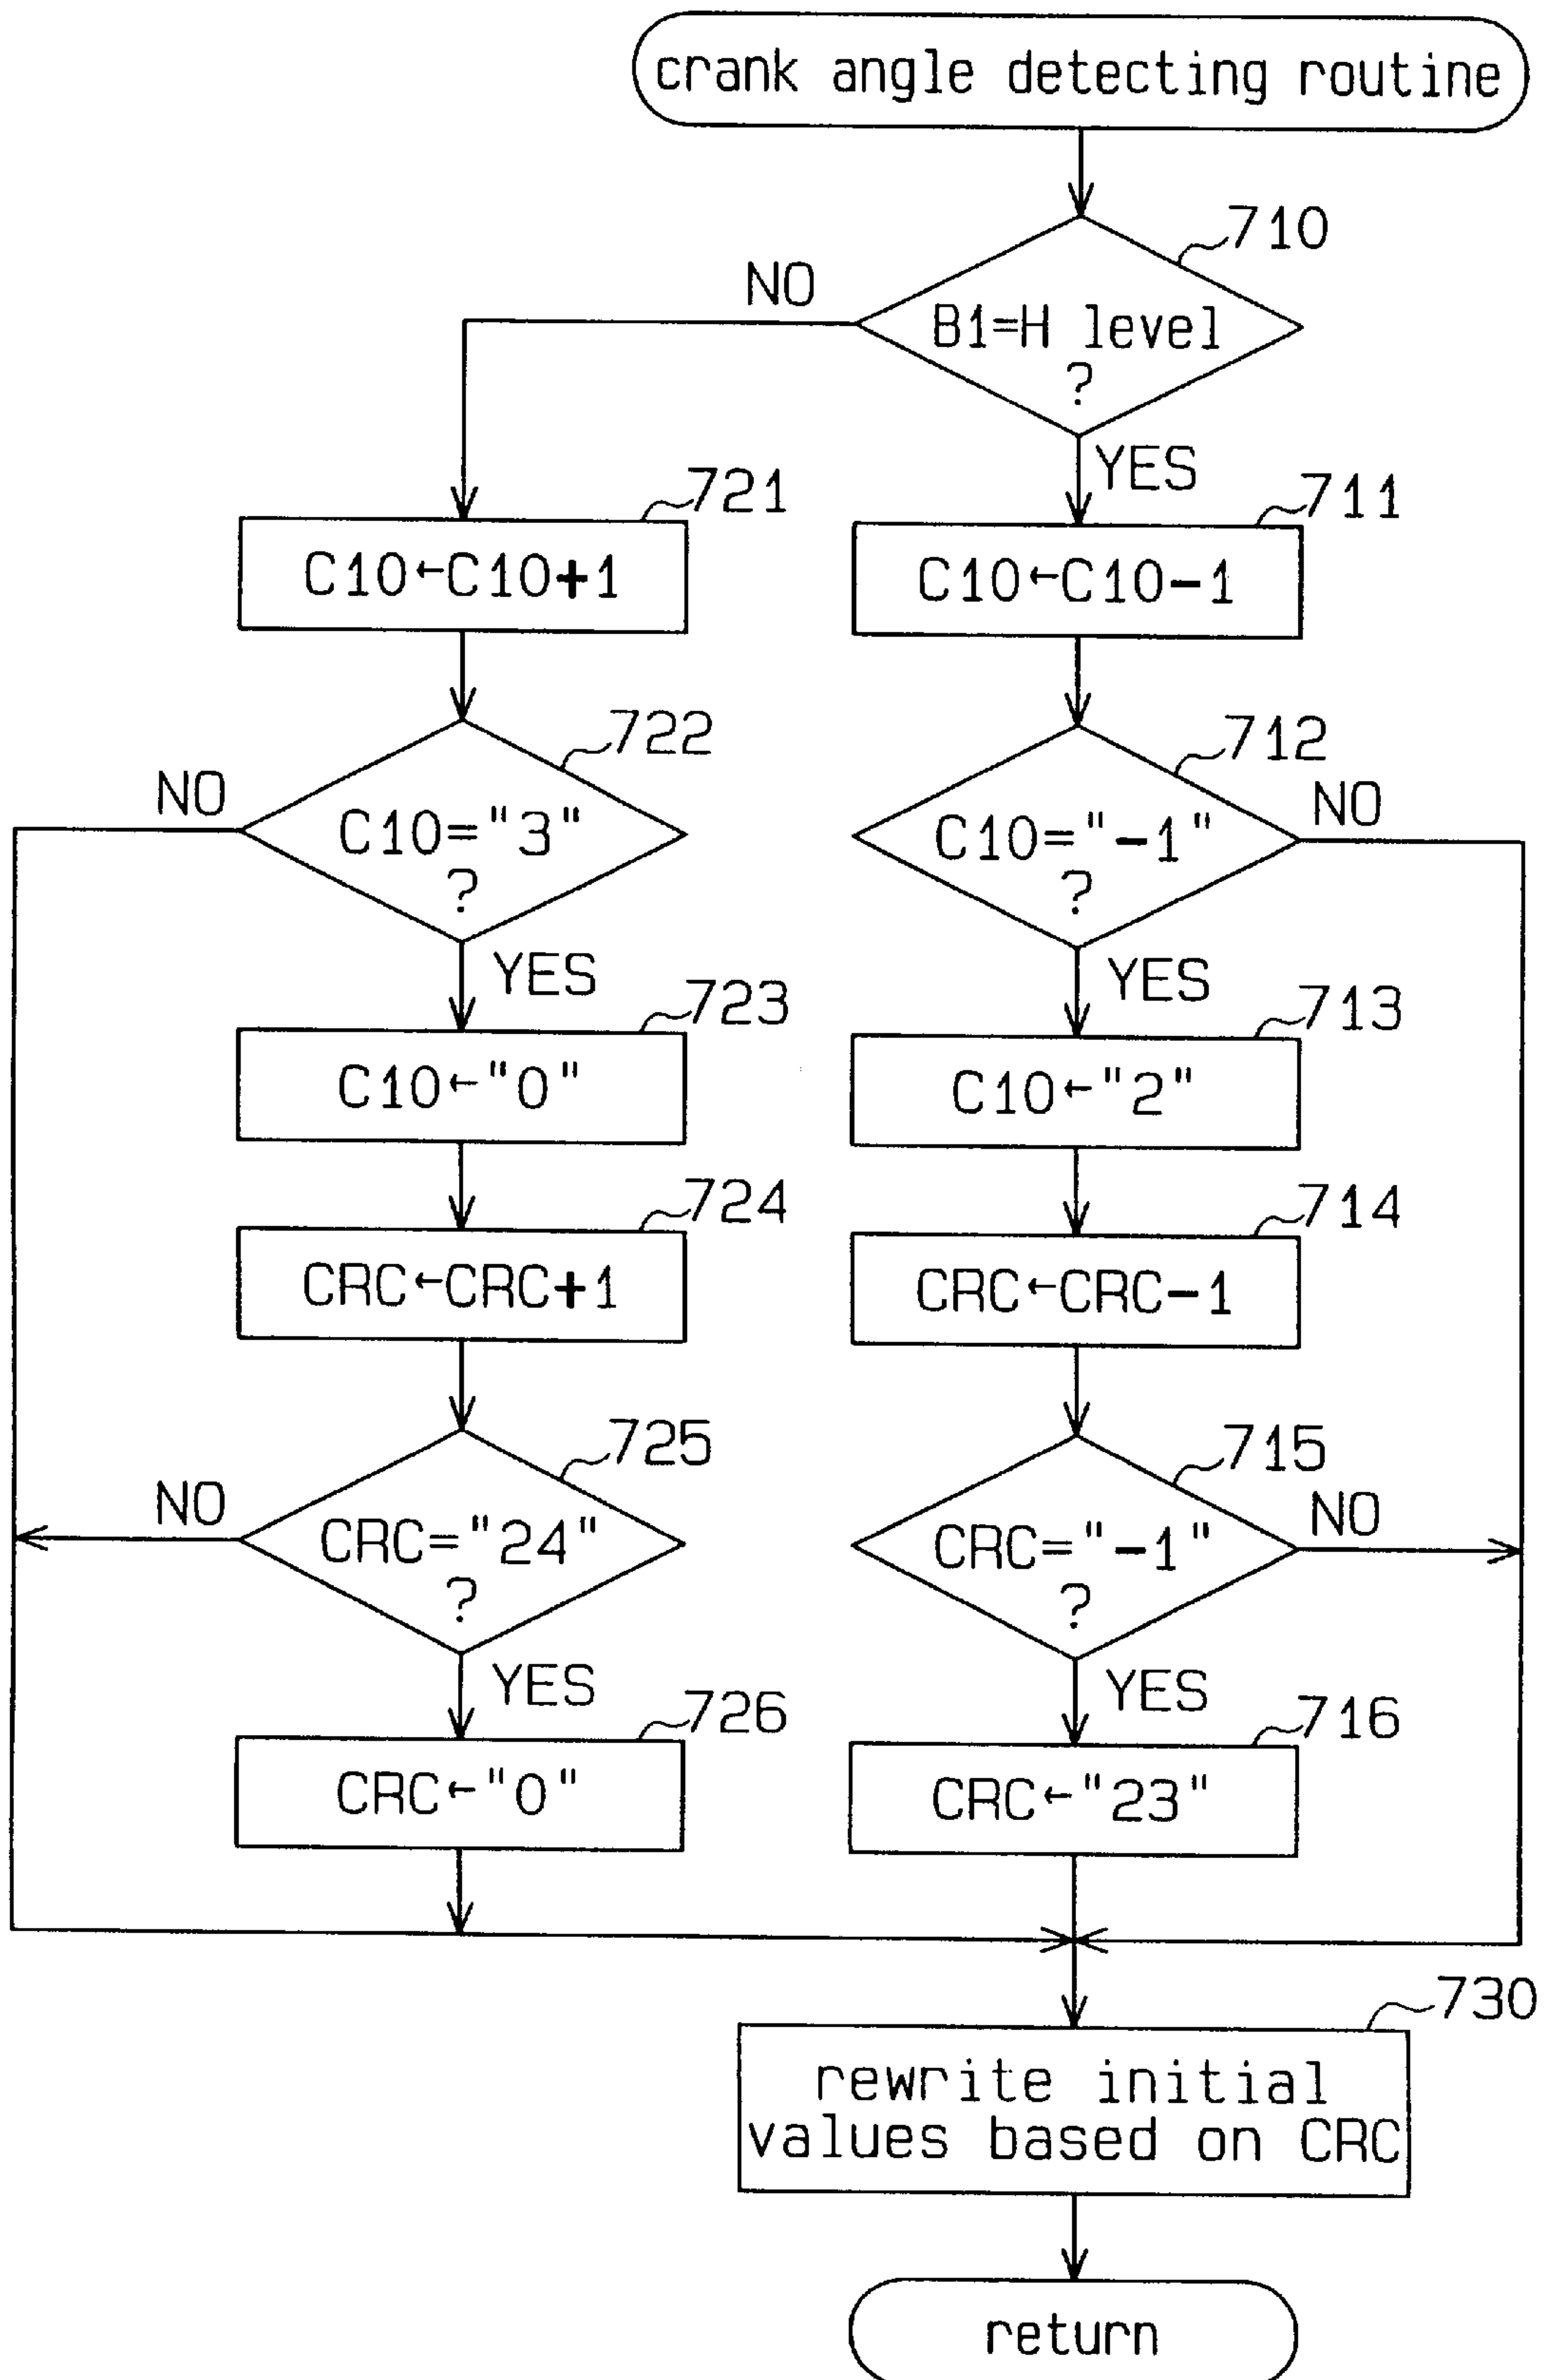 crank angle detecting routine
710
NO
B1=H level
?
YES
721
711
C10←C10+1
C10←C10-1
722
712
NO
C10="3"
?
C10="-1"
?
NO
YES
YES
723
713
C10←"0"
C10←"2"
724
714
CRC←CRC+1
CRC←CRC-1
725
715
NO
CRC="24"
?
CRC="-1"
?
NO
YES
YES
726
716
CRC←"0"
CRC←"23"
730
rewrite initial
values based on CRC
return